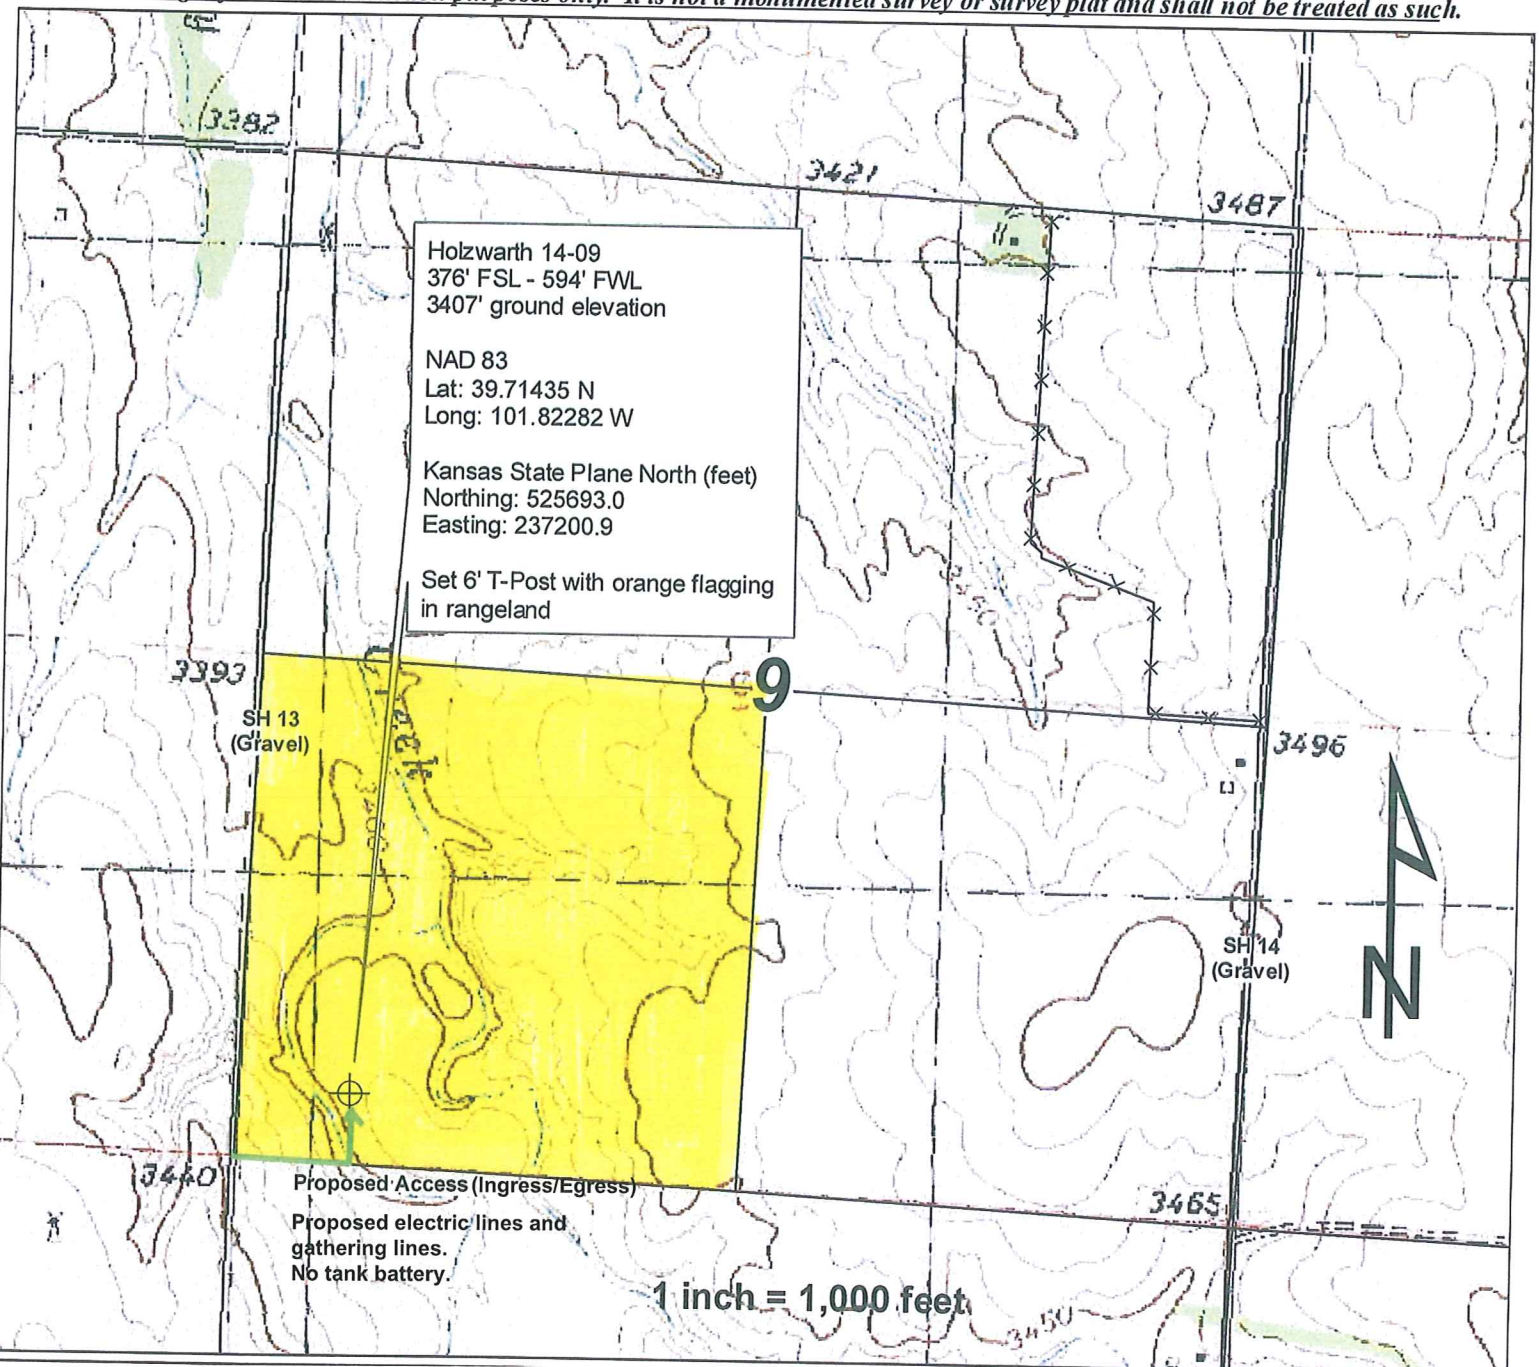 purposes only. It is not a monumented survey or survey plat and shall not be treated as such.
3382
3421
3487
Holzwarth 14-09
376' FSL - 594' FWL
3407' ground elevation
NAD 83
Lat: 39.71435 N
Long: 101.82282 W
Kansas State Plane North (feet)
Northing: 525693.0
Easting: 237200.9
Set 6' T-Post with orange flagging
in rangeland
3450
3393
9
SH 13
(Gravel)
Creek
3496
3400
SH 14
(Gravel)
N
3440
Proposed Access (Ingress/Egress)
3465
Proposed electric lines and
gathering lines.
No tank battery.
1 inch = 1,000 feet
3450